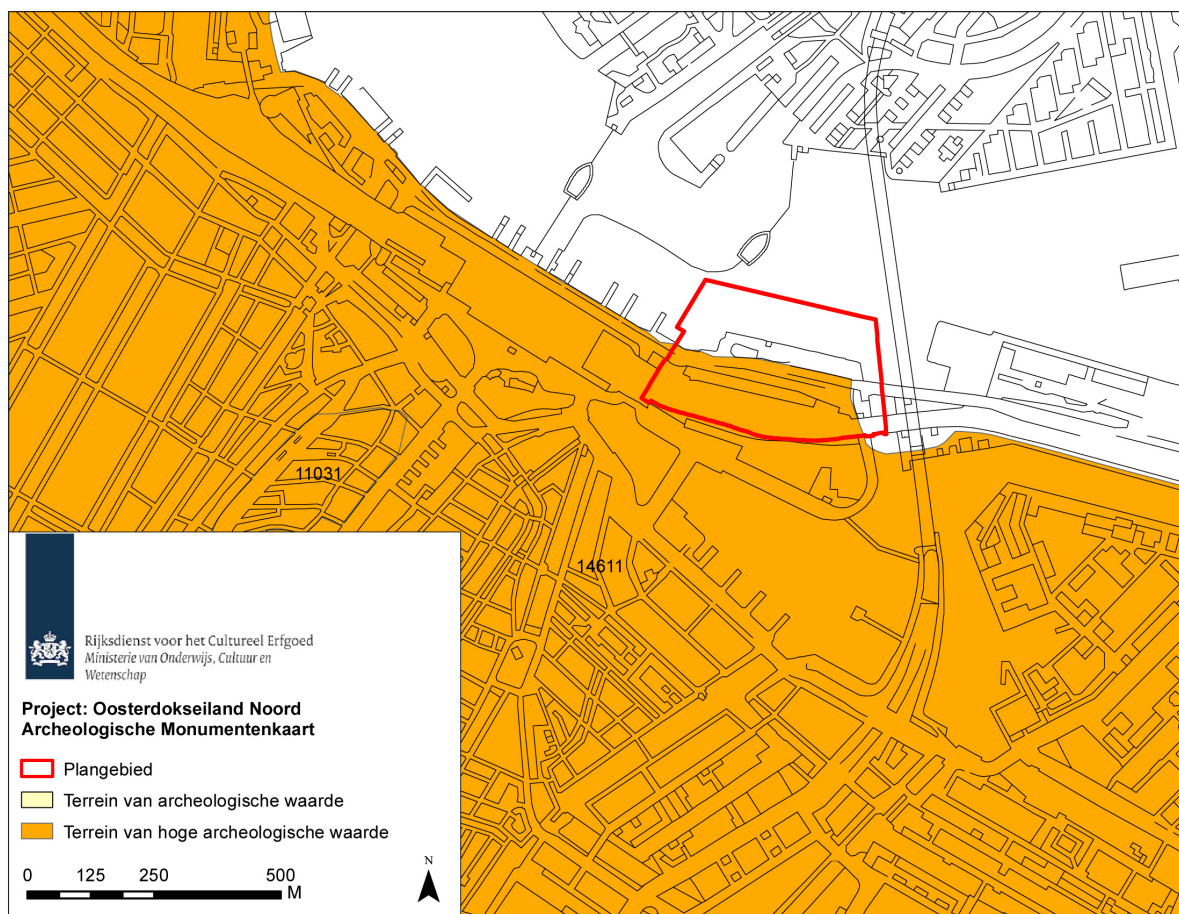 11031
14611
Rijksdienst voor het Cultureel Erfgoed
Ministerie van Onderwijs, Cultuur en
Wetenschap
Project: Oosterdokseiland Noord
Archeologische Monumentenkaart
Plangebied
Terrein van archeologische waarde
Terrein van hoge archeologische waarde
0 125 250 500
M
N